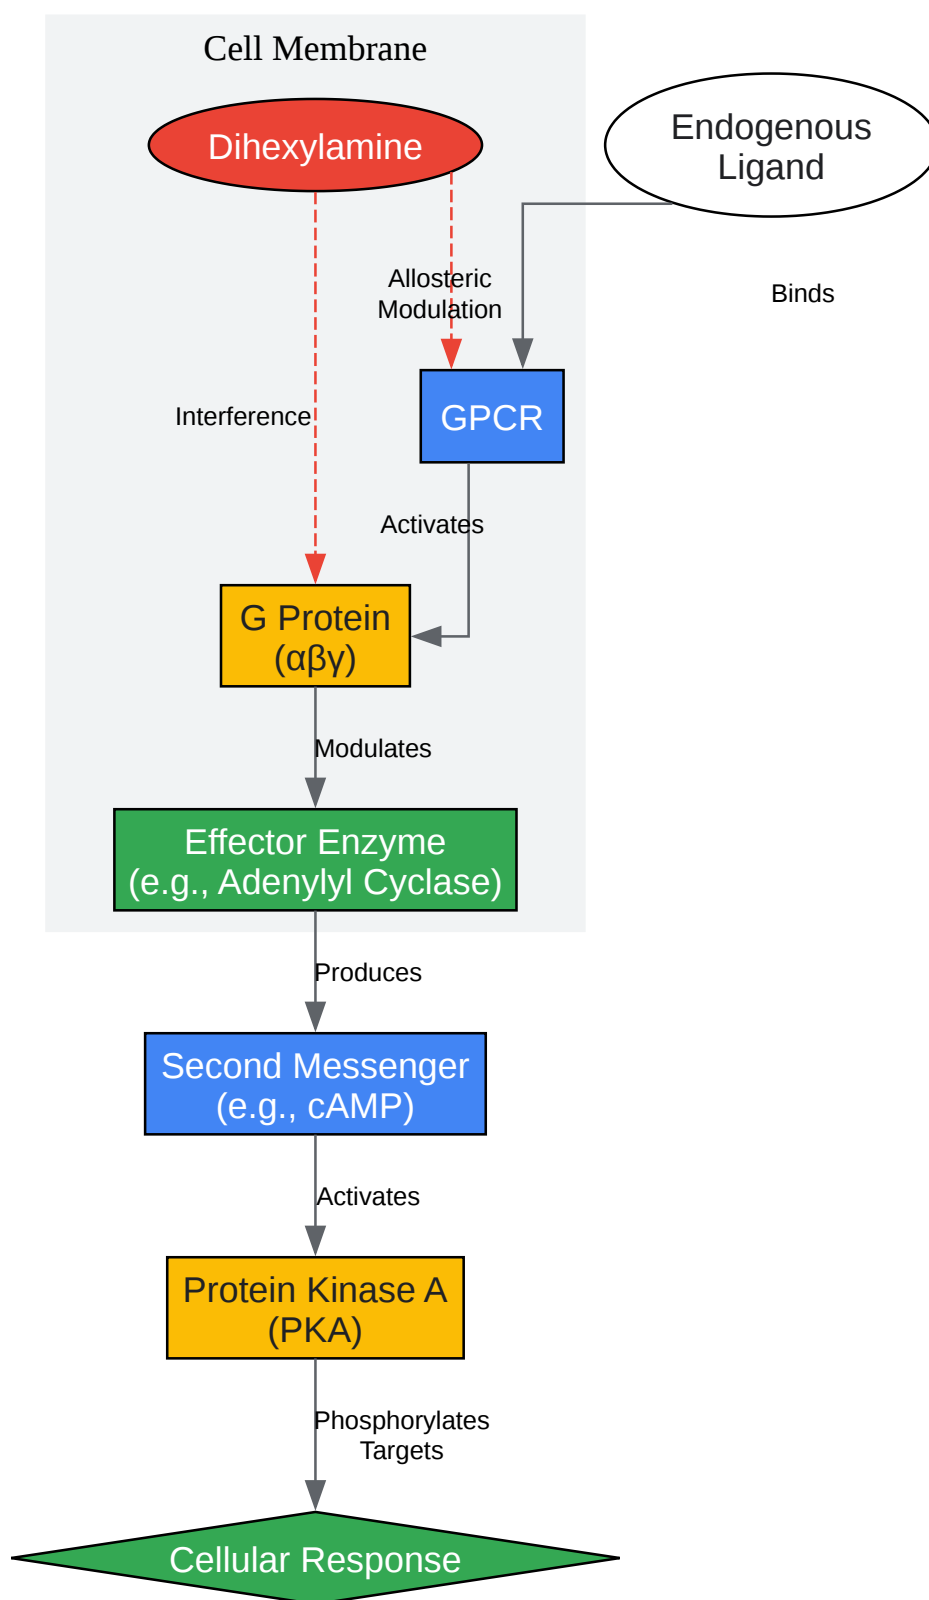 Cell Membrane
Dihexylamine
Endogenous
Ligand
Allosteric
Modulation
Binds
Interference
GPCR
Activates
G Protein
(αβγ)
Modulates
Effector Enzyme
(e.g., Adenylyl Cyclase)
Produces
Second Messenger
(e.g., cAMP)
Activates
Protein Kinase A
(PKA)
Phosphorylates
Targets
Cellular Response